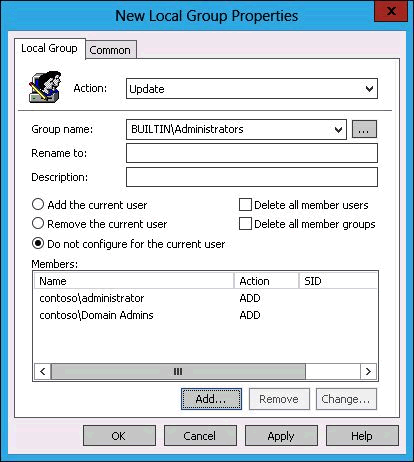 New Local Group Properties
x
Local Group Common
Action: Update
Group name: BUILTIN\Administrators ...
Rename to:
Description:
Add the current user Delete all member users
Remove the current user Delete all member groups
Do not configure for the current user
Members:
Name Action SID
contoso\administrator ADD
contoso\Domain Admins ADD
Add... Remove Change...
OK Cancel Apply Help